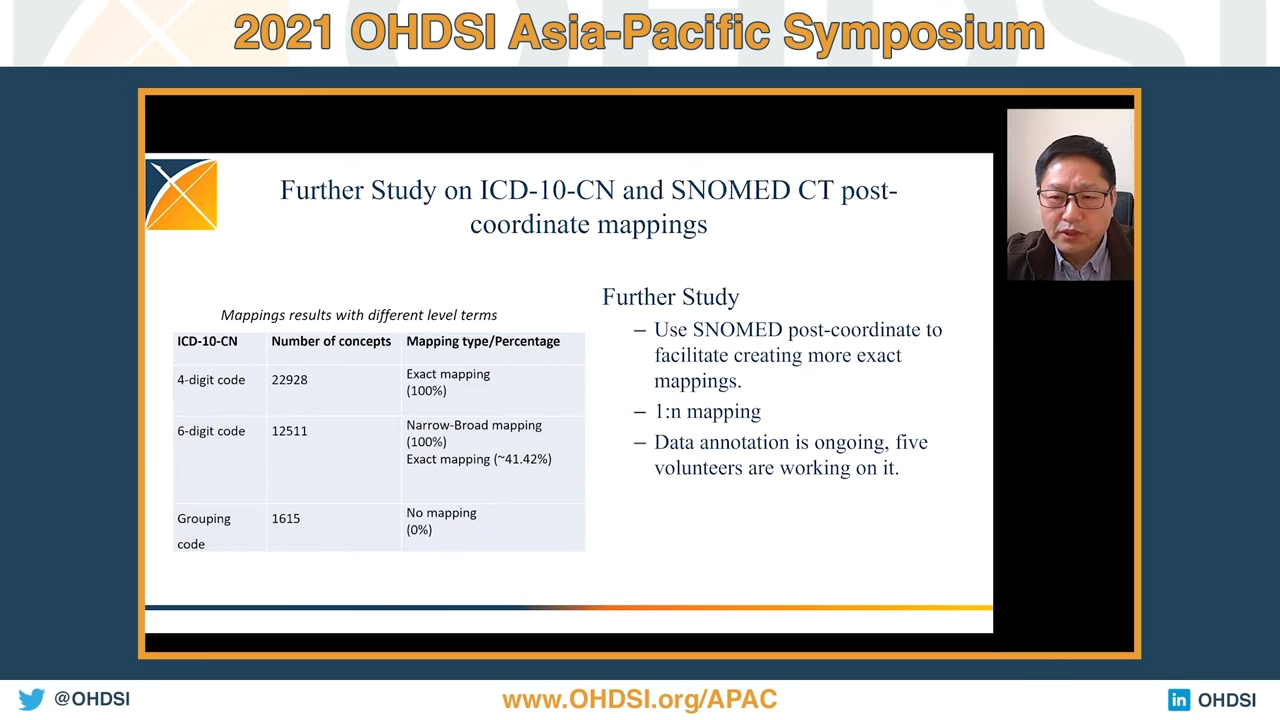 2021 OHDSI Asia-Pacific Symposium
Further Study on ICD-10-CN and SNOMED CT post-
coordinate mappings
Mappings results with different level terms
ICD-10-CN Number of concepts Mapping type/Percentage
4-digit code 22928 Exact mapping
(100%)
6-digit code 12511 Narrow-Broad mapping
(100%)
Exact mapping (~41.42%)
Grouping
code 1615 No mapping
(0%)
Further Study
– Use SNOMED post-coordinate to
facilitate creating more exact
mappings.
– 1:n mapping
– Data annotation is ongoing, five
volunteers are working on it.
@OHDSI
www.OHDSI.org/APAC
in OHDSI